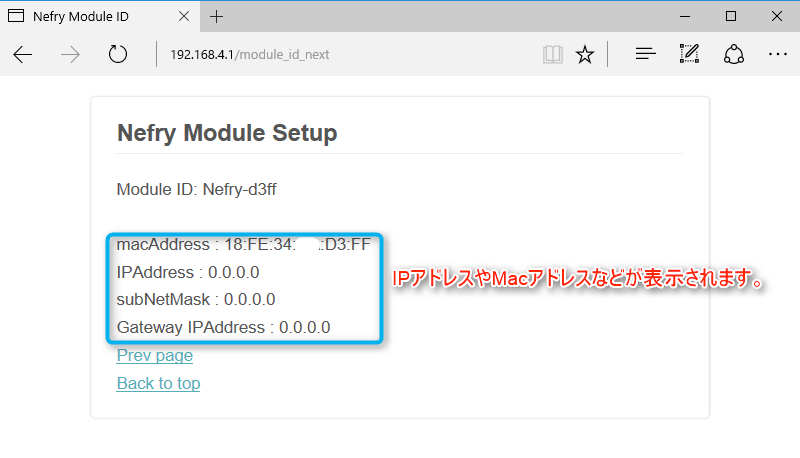 Nefry Module ID
192.168.4.1/module_id_next
Nefry Module Setup
Module ID: Nefry-d3ff
macAddress : 18:FE:34: :D3:FF
IPAddress : 0.0.0.0
subNetMask : 0.0.0.0
Gateway IPAddress : 0.0.0.0
IPアドレスやMacアドレスなどが表示されます。
Prev page
Back to top